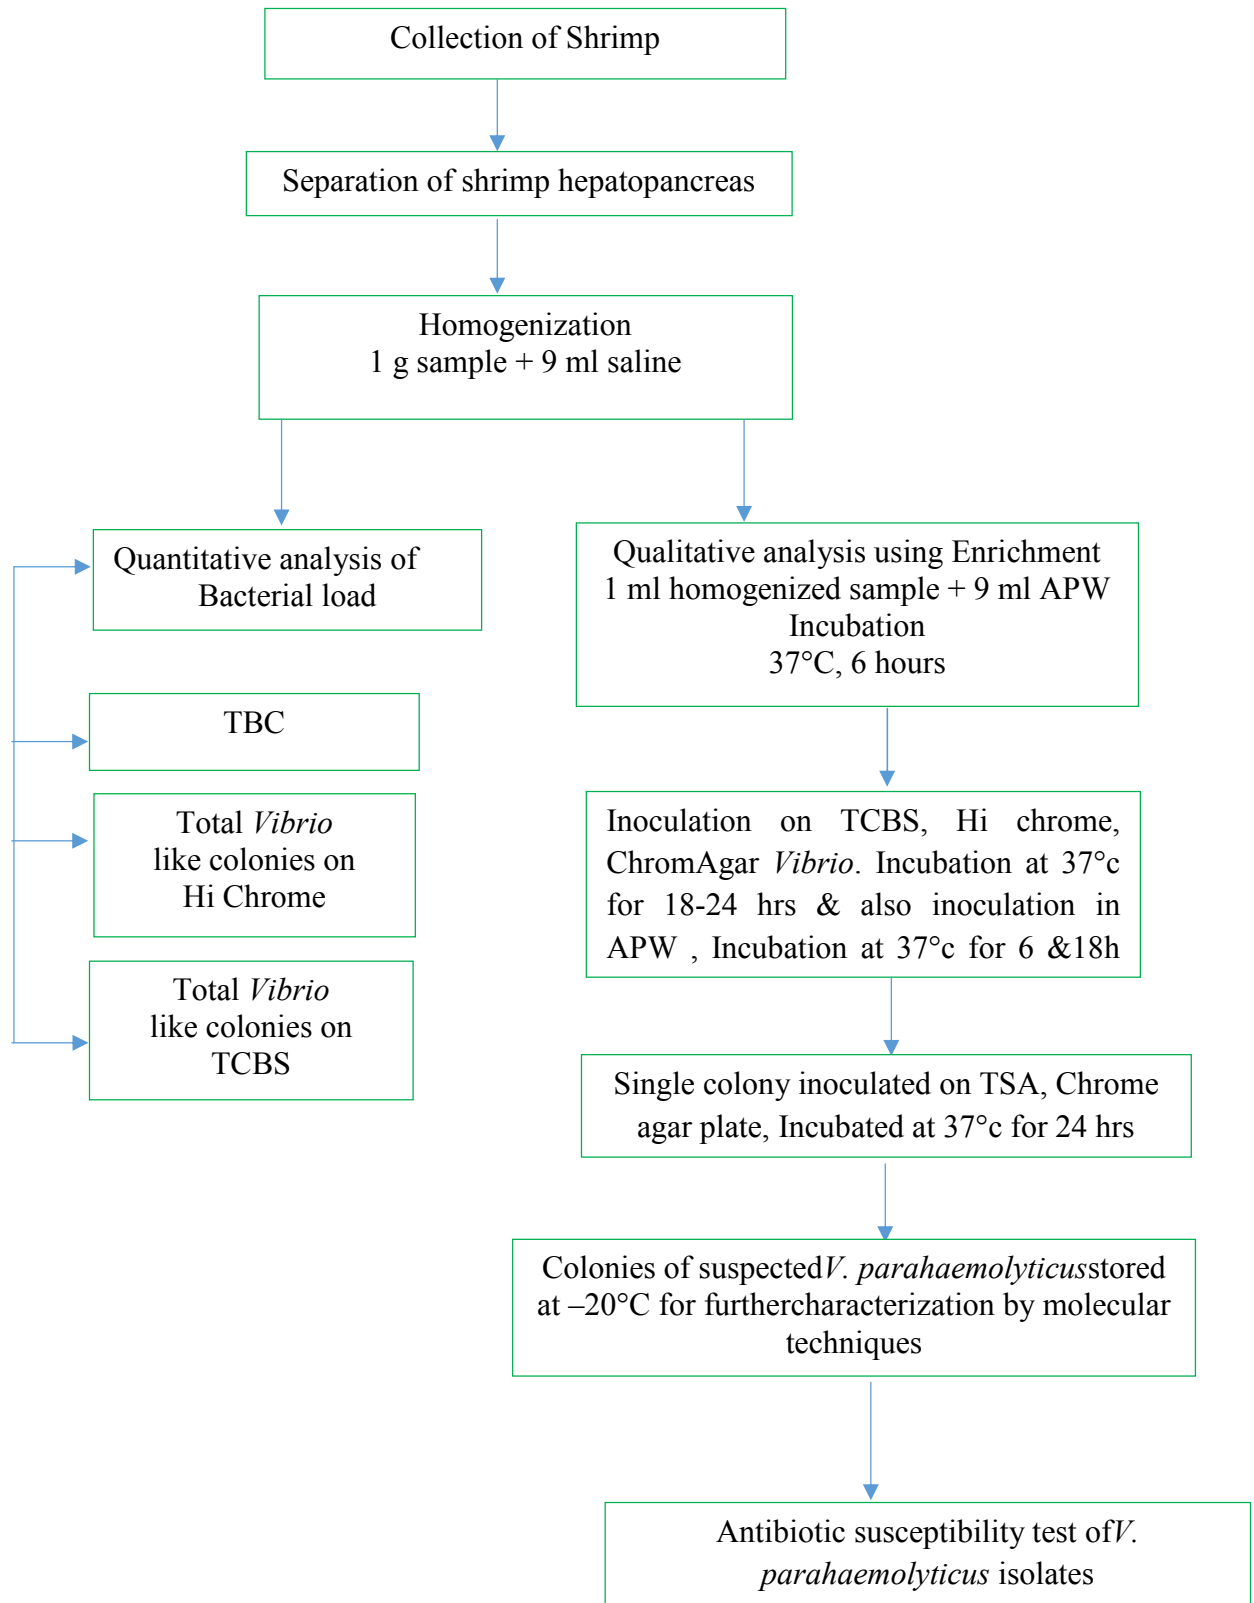 Collection of Shrimp
Separation of shrimp hepatopancreas
Homogenization
1 g sample + 9 ml saline
Quantitative analysis of
Bacterial load
TBC
Total Vibrio
like colonies on
Hi Chrome
Total Vibrio
like colonies on
TCBS
Qualitative analysis using Enrichment
1 ml homogenized sample + 9 ml APW
Incubation
37°C, 6 hours
Inoculation on TCBS, Hi chrome,
ChromAgar Vibrio. Incubation at 37°c
for 18-24 hrs & also inoculation in
APW , Incubation at 37°c for 6 &18h
Single colony inoculated on TSA, Chrome
agar plate, Incubated at 37°c for 24 hrs
Colonies of suspectedV. parahaemolyticusstored
at –20°C for furthercharacterization by molecular
techniques
Antibiotic susceptibility test ofV.
parahaemolyticus isolates